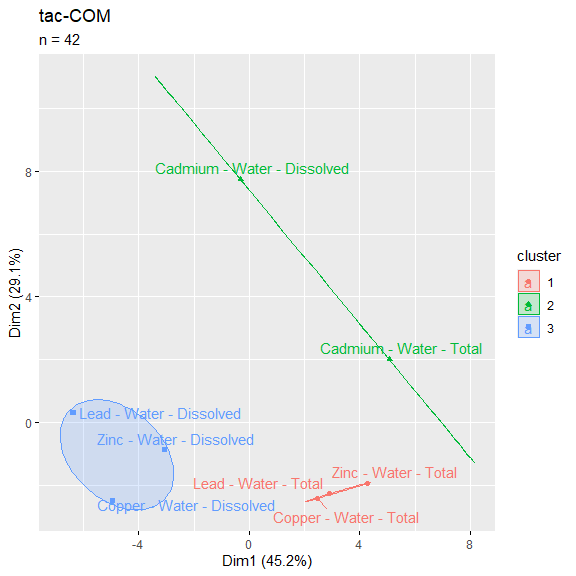 tac-COM
n = 42
Cadmium - Water - Dissolved
Cadmium - Water - Total
Lead - Water - Dissolved
Zinc - Water - Dissolved
Copper - Water - Dissolved
Zinc - Water - Total
Lead - Water - Total
Copper - Water - Total
8
4
0
Dim2 (29.1%)
-4
0
4
8
Dim1 (45.2%)
cluster
a 1
a 2
a 3